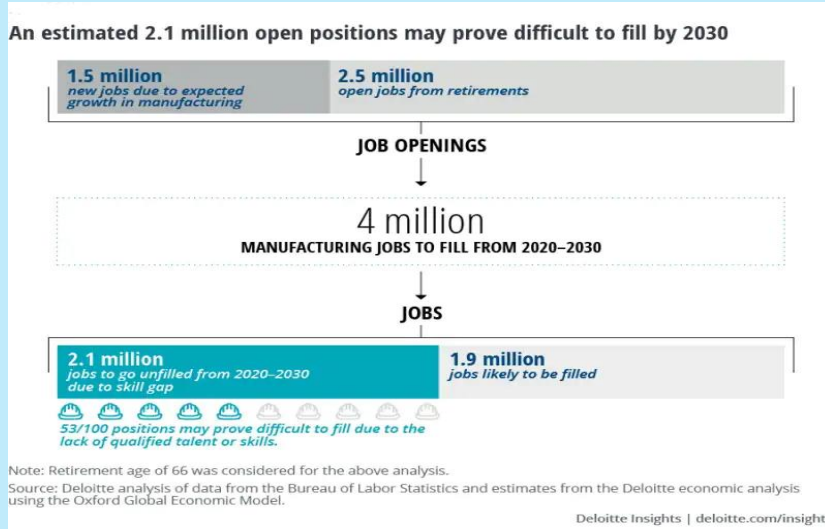 An estimated 2.1 million open positions may prove difficult to fill by 2030
1.5 million
new jobs due to expected
growth in manufacturing
2.5 million
open jobs from retirements
JOB OPENINGS
4 million
MANUFACTURING JOBS TO FILL FROM 2020–2030
JOBS
2.1 million
jobs to go unfilled from 2020–2030
due to skill gap
1.9 million
jobs likely to be filled
53/100 positions may prove difficult to fill due to the
lack of qualified talent or skills.
Note: Retirement age of 66 was considered for the above analysis.
Source: Deloitte analysis of data from the Bureau of Labor Statistics and estimates from the Deloitte economic analysis
using the Oxford Global Economic Model.
Deloitte Insights | deloitte.com/insight